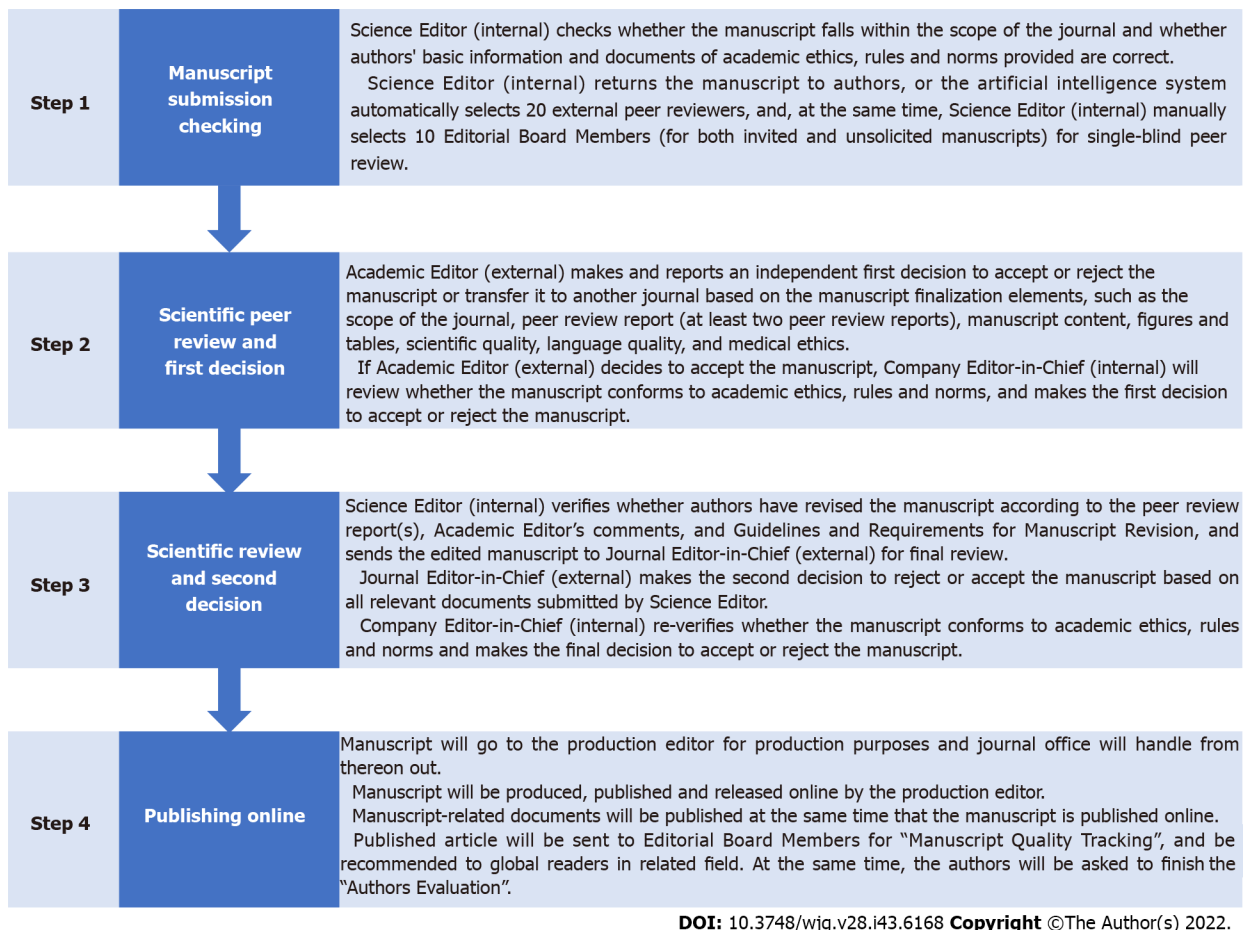 Step 1
Manuscript
submission
checking
Science Editor (internal) checks whether the manuscript falls within the scope of the journal and whether
authors' basic information and documents of academic ethics, rules and norms provided are correct.
Science Editor (internal) returns the manuscript to authors, or the artificial intelligence system
automatically selects 20 external peer reviewers, and, at the same time, Science Editor (internal) manually
selects 10 Editorial Board Members (for both invited and unsolicited manuscripts) for single-blind peer
review.
Step 2
Scientific peer
review and
first decision
Academic Editor (external) makes and reports an independent first decision to accept or reject the
manuscript or transfer it to another journal based on the manuscript finalization elements, such as the
scope of the journal, peer review report (at least two peer review reports), manuscript content, figures and
tables, scientific quality, language quality, and medical ethics.
If Academic Editor (external) decides to accept the manuscript, Company Editor-in-Chief (internal) will
review whether the manuscript conforms to academic ethics, rules and norms, and makes the first decision
to accept or reject the manuscript.
Step 3
Scientific review
and second
decision
Science Editor (internal) verifies whether authors have revised the manuscript according to the peer review
report(s), Academic Editor’s comments, and Guidelines and Requirements for Manuscript Revision, and
sends the edited manuscript to Journal Editor-in-Chief (external) for final review.
Journal Editor-in-Chief (external) makes the second decision to reject or accept the manuscript based on
all relevant documents submitted by Science Editor.
Company Editor-in-Chief (internal) re-verifies whether the manuscript conforms to academic ethics, rules
and norms and makes the final decision to accept or reject the manuscript.
Step 4
Publishing online
Manuscript will go to the production editor for production purposes and journal office will handle from
thereon out.
Manuscript will be produced, published and released online by the production editor.
Manuscript-related documents will be published at the same time that the manuscript is published online.
Published article will be sent to Editorial Board Members for “Manuscript Quality Tracking”, and be
recommended to global readers in related field. At the same time, the authors will be asked to finish the
“Authors Evaluation”.
DOI: 10.3748/wjg.v28.i43.6168 Copyright ©The Author(s) 2022.